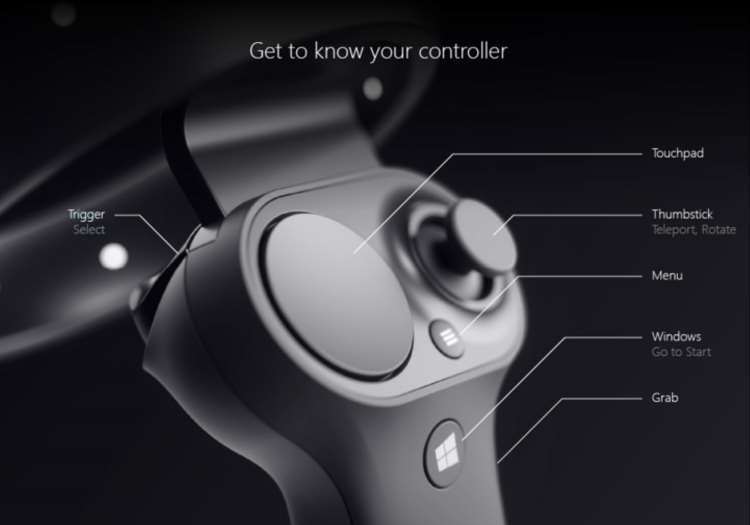 Get to know your controller
Touchpad
Trigger
Select
Thumbstick
Teleport, Rotate
Menu
Windows
Go to Start
Grab